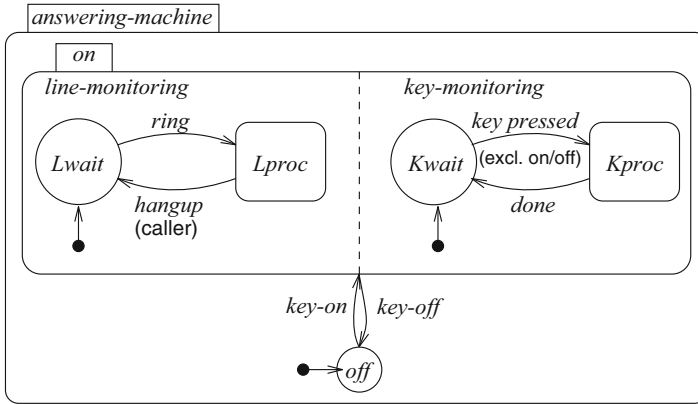 answering-machine
on
line-monitoring
key-monitoring
ring
key pressed
Lwait
Lproc
Kwait
(excl. on/off)
Kproc
hangup
(caller)
done
key-on
key-off
off